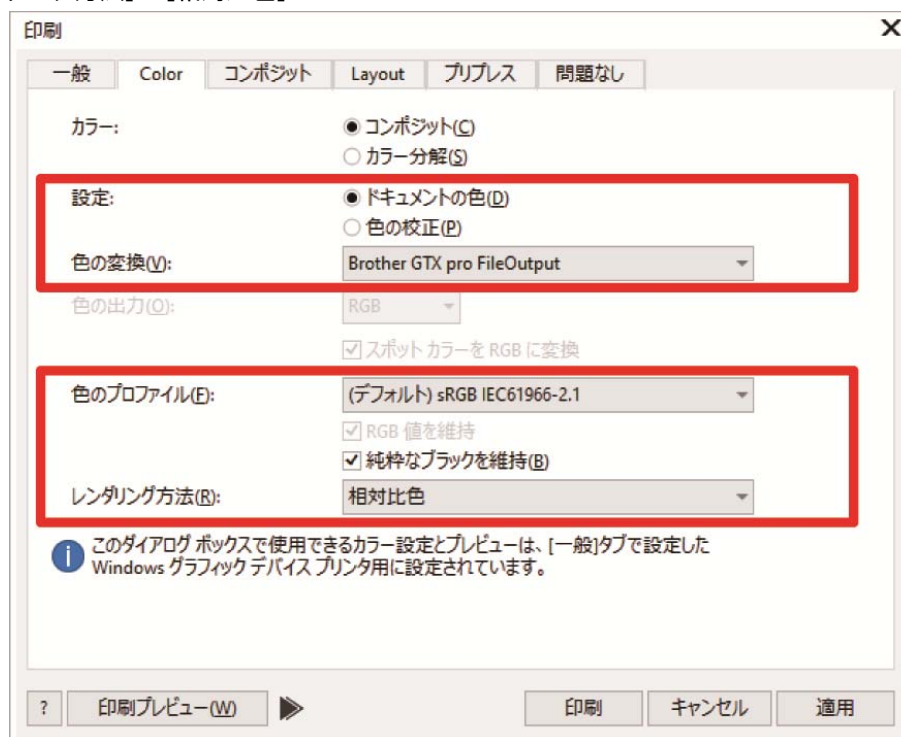 印刷
一般 Color コンポジット Layout プリプレス 問題なし
カラー: コンポジット(C)
カラー分解(S)
設定: ドキュメントの色(D)
色の校正(P)
色の変換(V): Brother GTX pro FileOutput
色の出力(O): RGB
スポット カラーを RGB に変換
色のプロファイル(F): (デフォルト) sRGB IEC61966-2.1
RGB 値を維持
純粋なブラックを維持(B)
レンダリング方法(R): 相対比色
このダイアログ ボックスで使用できるカラー設定とプレビューは、[一般]タブで設定した
Windows グラフィック デバイス プリンタ用に設定されています。
? 印刷プレビュー(W) 印刷 キャンセル 適用